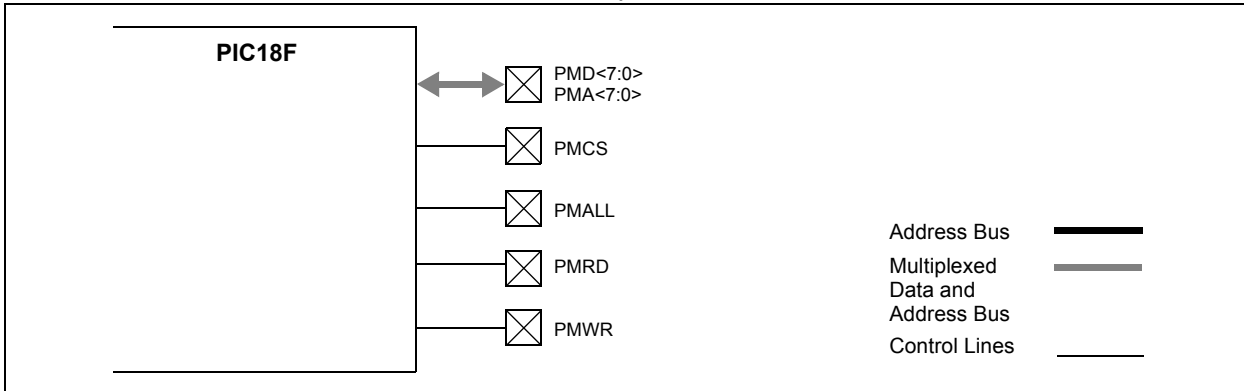 PIC18F
PMD<7:0>
PMA<7:0>
PMCS
PMALL
PMRD
PMWR
Address Bus
Multiplexed
Data and
Address Bus
Control Lines